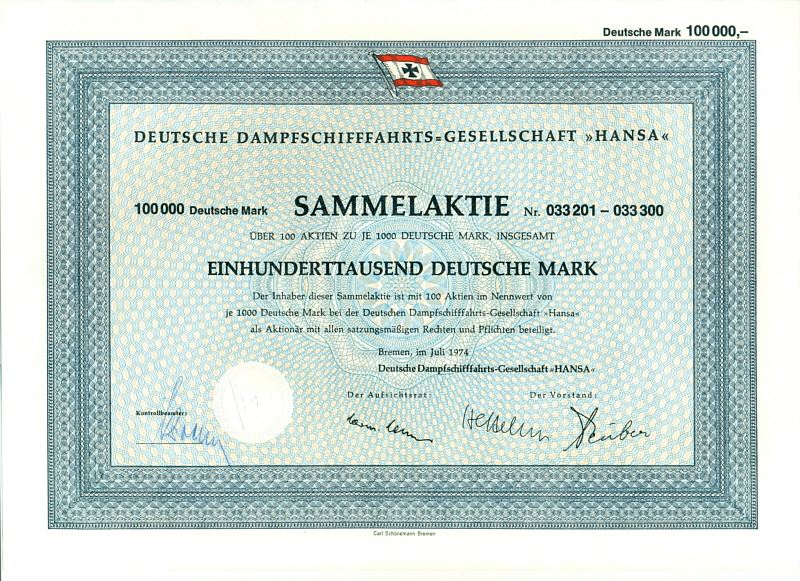 Deutsche Mark 100 000,–
DEUTSCHE DAMPFSCHIFFFAHRTS=GESELLSCHAFT »HANSA«
100 000 Deutsche Mark SAMMELAKTIE Nr. 033 201 – 033 300
ÜBER 100 AKTIEN ZU JE 1000 DEUTSCHE MARK, INSGESAMT
EINHUNDERTTAUSEND DEUTSCHE MARK
Der Inhaber dieser Sammelaktie ist mit 100 Aktien im Nennwert von
je 1000 Deutsche Mark bei der Deutschen Dampfschifffahrts-Gesellschaft »Hansa«
als Aktionär mit allen satzungsmäßigen Rechten und Pflichten beteiligt.
Bremen, im Juli 1974
Deutsche Dampfschifffahrts-Gesellschaft »HANSA«
Der Aufsichtsrat: Der Vorstand:
Kontrollbeamter:
Carl Schünemann Bremen